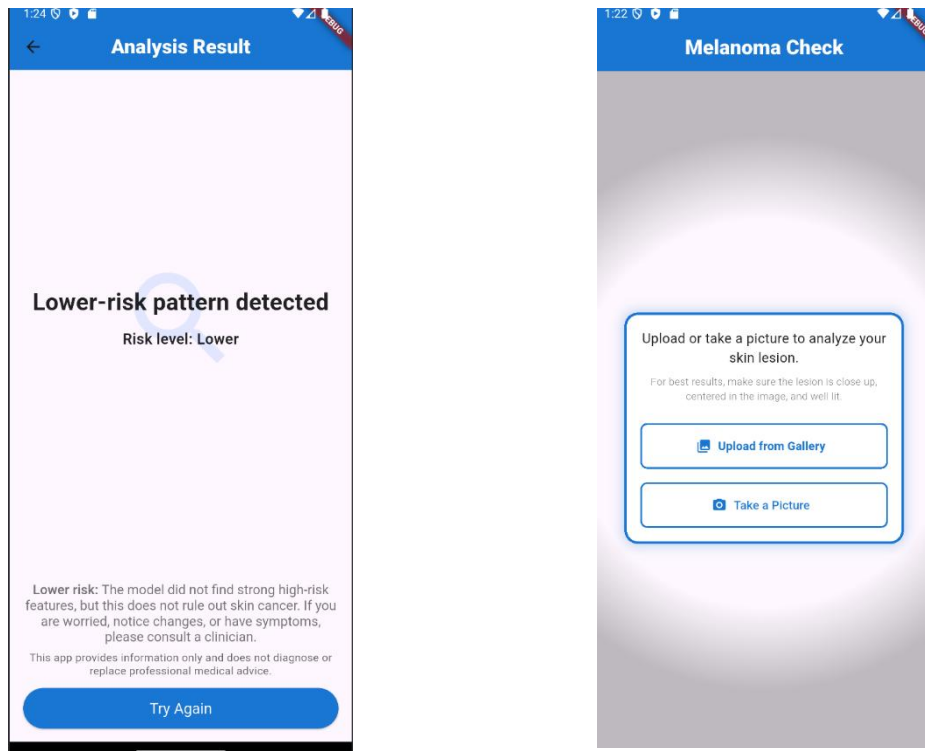 1:24
DEBUG
Analysis Result
Lower-risk pattern detected
Risk level: Lower
Lower risk: The model did not find strong high-risk
features, but this does not rule out skin cancer. If you
are worried, notice changes, or have symptoms,
please consult a clinician.
This app provides information only and does not diagnose or
replace professional medical advice.
Try Again
1:22
DEBUG
Melanoma Check
Upload or take a picture to analyze your
skin lesion.
For best results, make sure the lesion is close up,
centered in the image, and well lit.
Upload from Gallery
Take a Picture